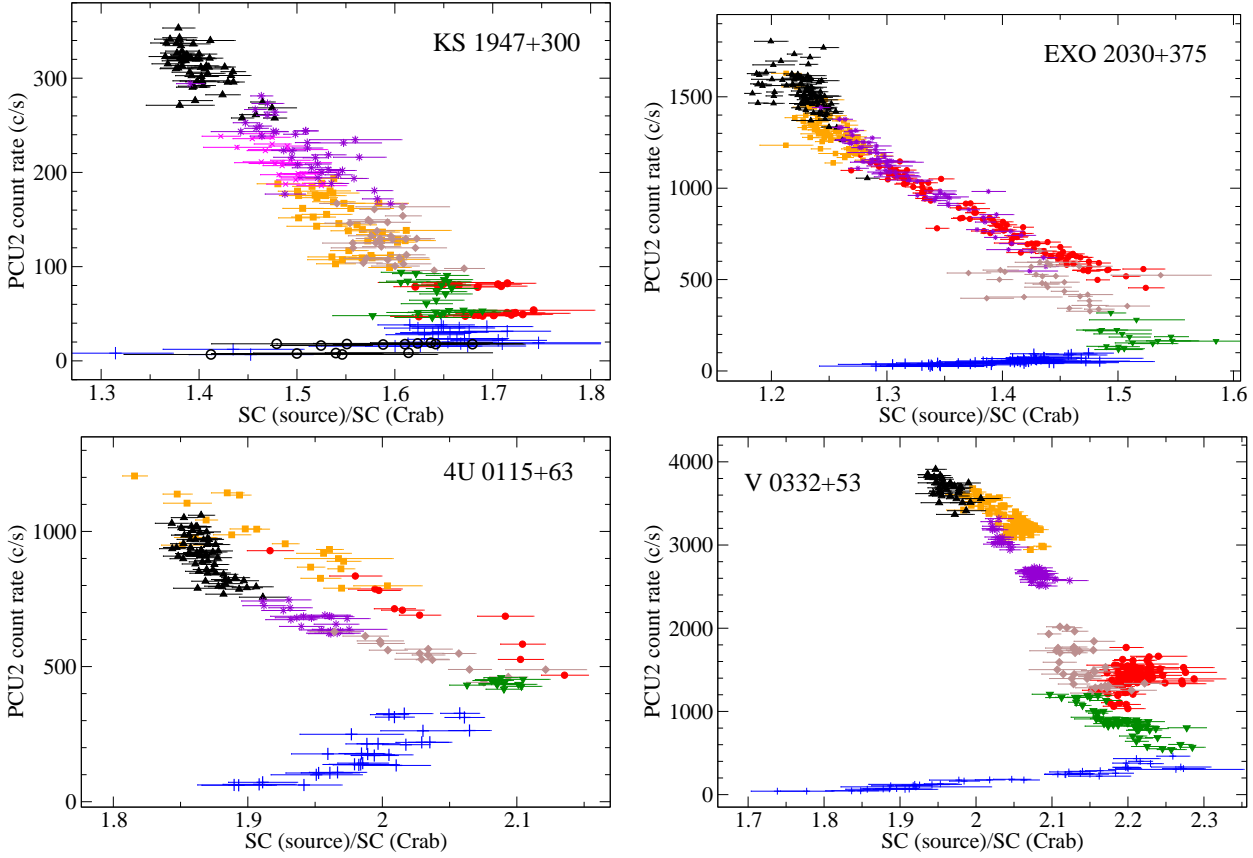 KS 1947+300
300
200
100
0
PCU2 count rate (c/s)
1.3 1.4 1.5 1.6 1.7 1.8
SC (source)/SC (Crab)
EXO 2030+375
1500
1000
500
0
PCU2 count rate (c/s)
1.2 1.3 1.4 1.5 1.6
SC (source)/SC (Crab)
4U 0115+63
1000
500
0
PCU2 count rate (c/s)
1.8 1.9 2 2.1
SC (source)/SC (Crab)
V 0332+53
4000
3000
2000
1000
0
PCU2 count rate (c/s)
1.7 1.8 1.9 2 2.1 2.2 2.3
SC (source)/SC (Crab)